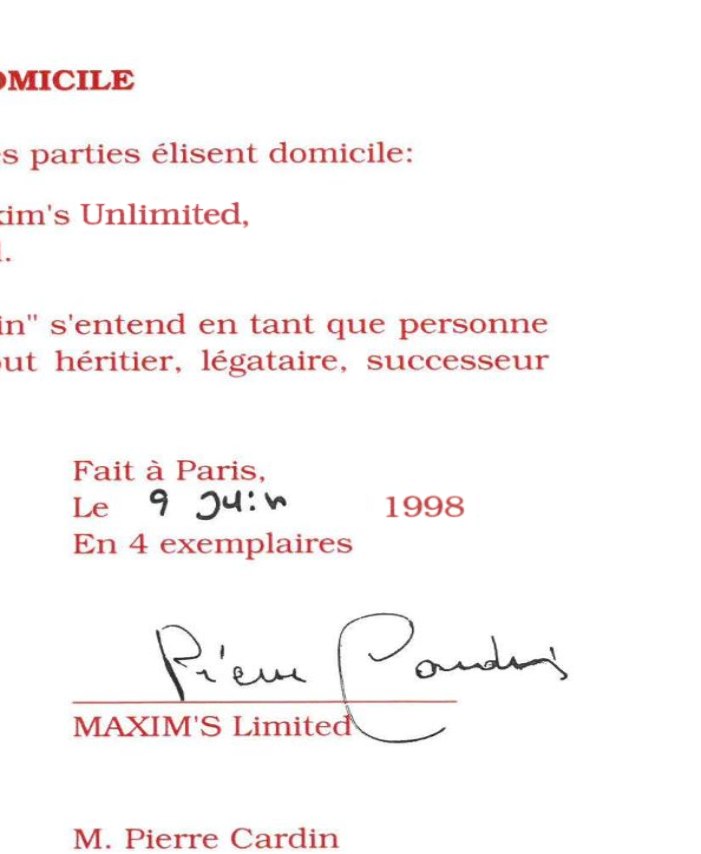 OMICILE
es parties élisent domicile:
xim's Unlimited,
l.
in" s'entend en tant que personne
out héritier, légataire, successeur
Fait à Paris,
Le 9 Juin 1998
En 4 exemplaires
Pierre Cardin
MAXIM'S Limited
M. Pierre Cardin